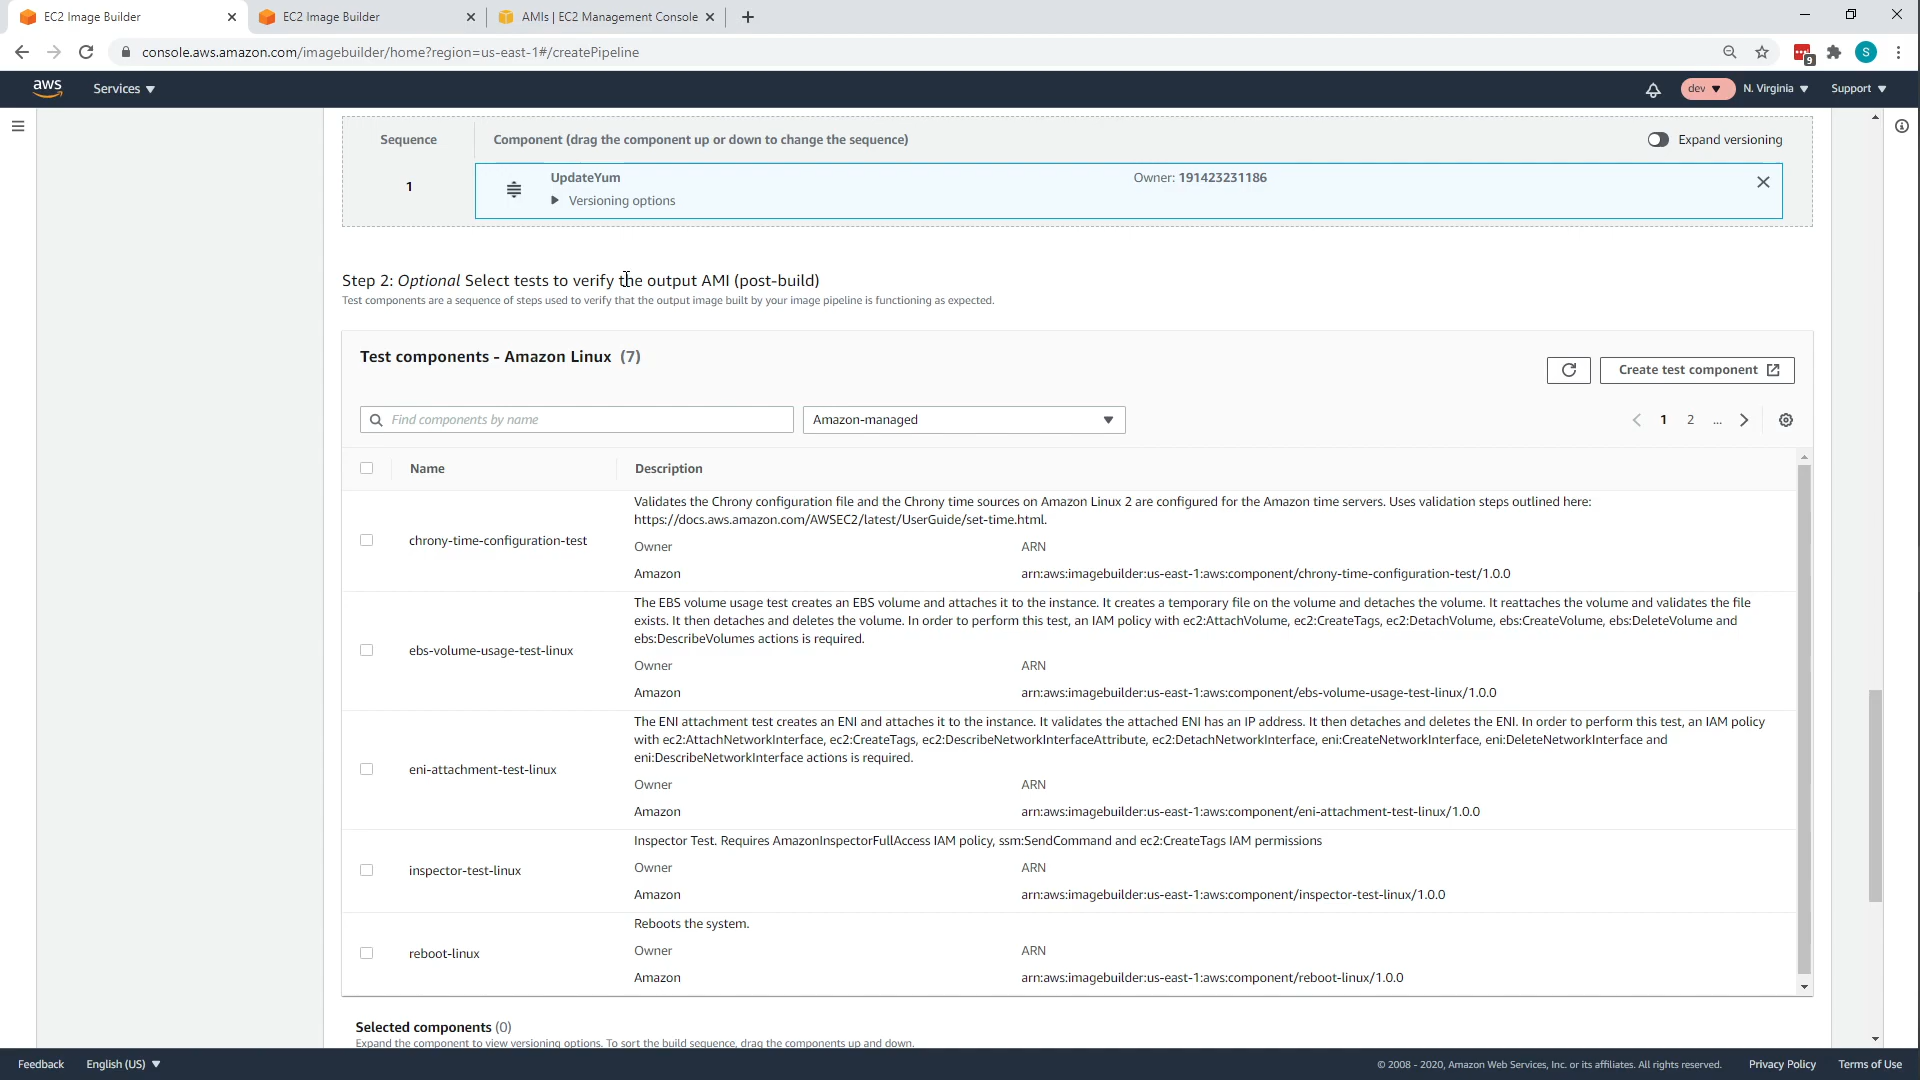 EC2 Image Builder
EC2 Image Builder
AMIs | EC2 Management Console
console.aws.amazon.com/imagebuilder/home?region=us-east-1#/createPipeline
9
S
aws
Services
dev
N. Virginia
Support
Sequence
Component (drag the component up or down to change the sequence)
Expand versioning
1
UpdateYum
Owner: 191423231186
Versioning options
Step 2: Optional Select tests to verify the output AMI (post-build)
Test components are a sequence of steps used to verify that the output image built by your image pipeline is functioning as expected.
Test components - Amazon Linux (7)
Create test component
Find components by name
Amazon-managed
1 2 ...
Name
Description
chrony-time-configuration-test
Validates the Chrony configuration file and the Chrony time sources on Amazon Linux 2 are configured for the Amazon time servers. Uses validation steps outlined here:
https://docs.aws.amazon.com/AWSEC2/latest/UserGuide/set-time.html.
Owner
ARN
Amazon
arn:aws:imagebuilder:us-east-1:aws:component/chrony-time-configuration-test/1.0.0
ebs-volume-usage-test-linux
The EBS volume usage test creates an EBS volume and attaches it to the instance. It creates a temporary file on the volume and detaches the volume. It reattaches the volume and validates the file
exists. It then detaches and deletes the volume. In order to perform this test, an IAM policy with ec2:AttachVolume, ec2:CreateTags, ec2:DetachVolume, ebs:CreateVolume, ebs:DeleteVolume and
ebs:DescribeVolumes actions is required.
Owner
ARN
Amazon
arn:aws:imagebuilder:us-east-1:aws:component/ebs-volume-usage-test-linux/1.0.0
eni-attachment-test-linux
The ENI attachment test creates an ENI and attaches it to the instance. It validates the attached ENI has an IP address. It then detaches and deletes the ENI. In order to perform this test, an IAM policy
with ec2:AttachNetworkInterface, ec2:CreateTags, ec2:DescribeNetworkInterfaceAttribute, ec2:DetachNetworkInterface, eni:CreateNetworkInterface, eni:DeleteNetworkInterface and
eni:DescribeNetworkInterface actions is required.
Owner
ARN
Amazon
arn:aws:imagebuilder:us-east-1:aws:component/eni-attachment-test-linux/1.0.0
inspector-test-linux
Inspector Test. Requires AmazonInspectorFullAccess IAM policy, ssm:SendCommand and ec2:CreateTags IAM permissions
Owner
ARN
Amazon
arn:aws:imagebuilder:us-east-1:aws:component/inspector-test-linux/1.0.0
reboot-linux
Reboots the system.
Owner
ARN
Amazon
arn:aws:imagebuilder:us-east-1:aws:component/reboot-linux/1.0.0
Selected components (0)
Expand the component to view versioning options. To sort the build sequence, drag the components up and down.
Feedback
English (US)
© 2008 - 2020, Amazon Web Services, Inc. or its affiliates. All rights reserved.
Privacy Policy
Terms of Use